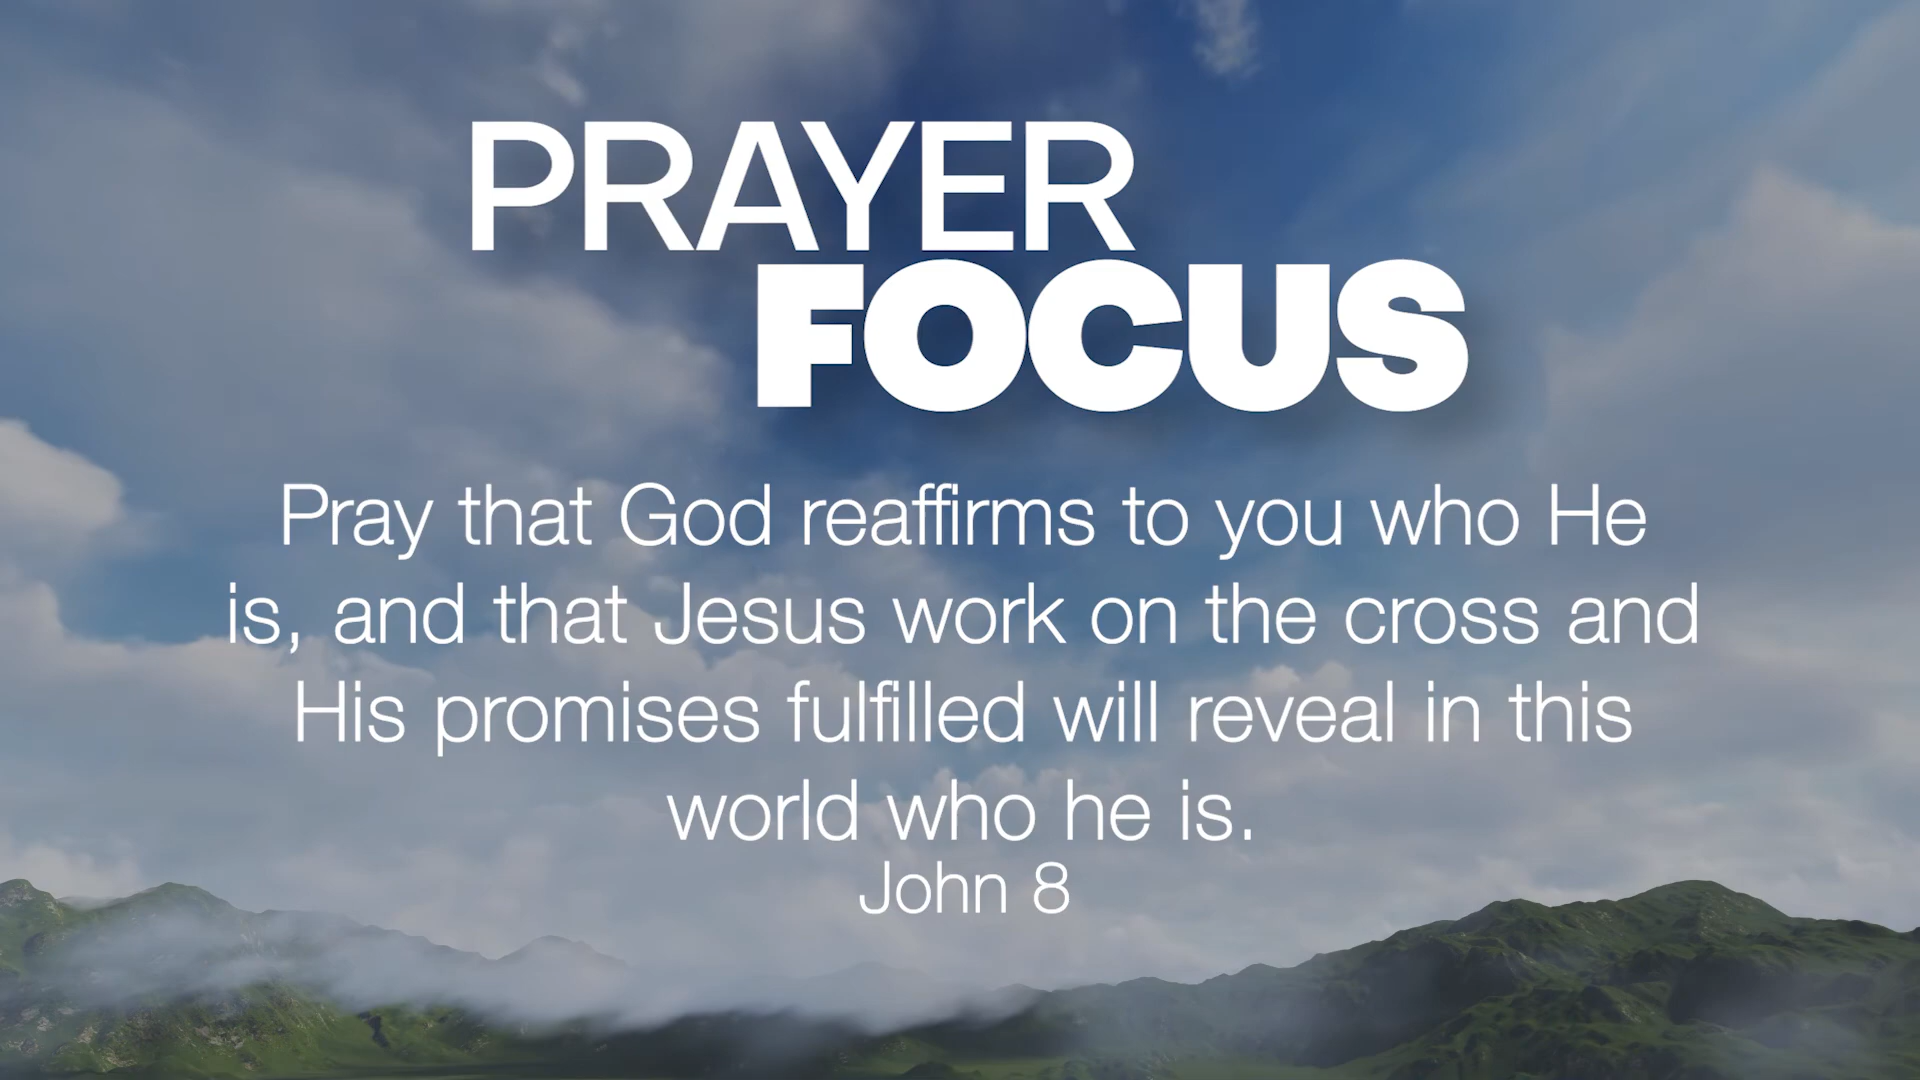 PRAYER
FOCUS
Pray that God reaffirms to you who He
is, and that Jesus work on the cross and
His promises fulfilled will reveal in this
world who he is.
John 8